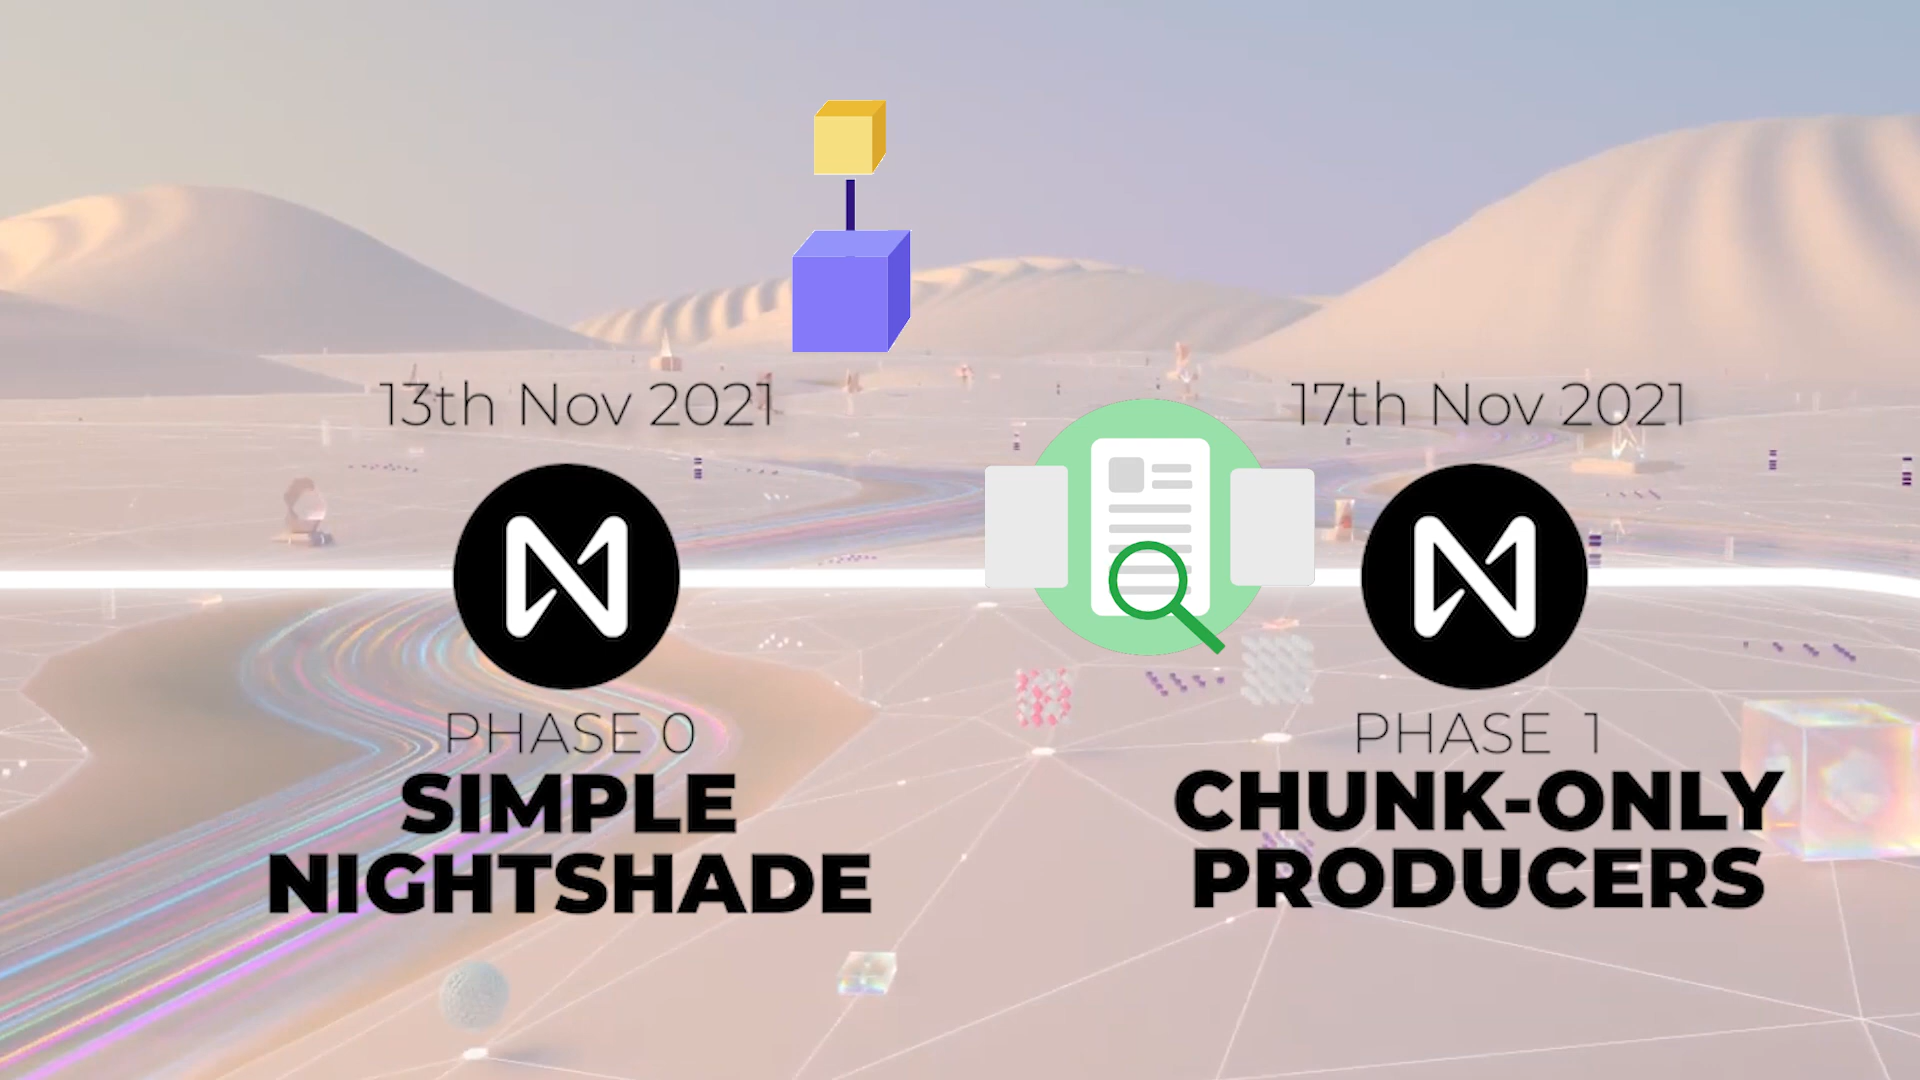 13th Nov 2021
PHASE 0
SIMPLE
NIGHTSHADE
17th Nov 2021
PHASE 1
CHUNK-ONLY
PRODUCERS